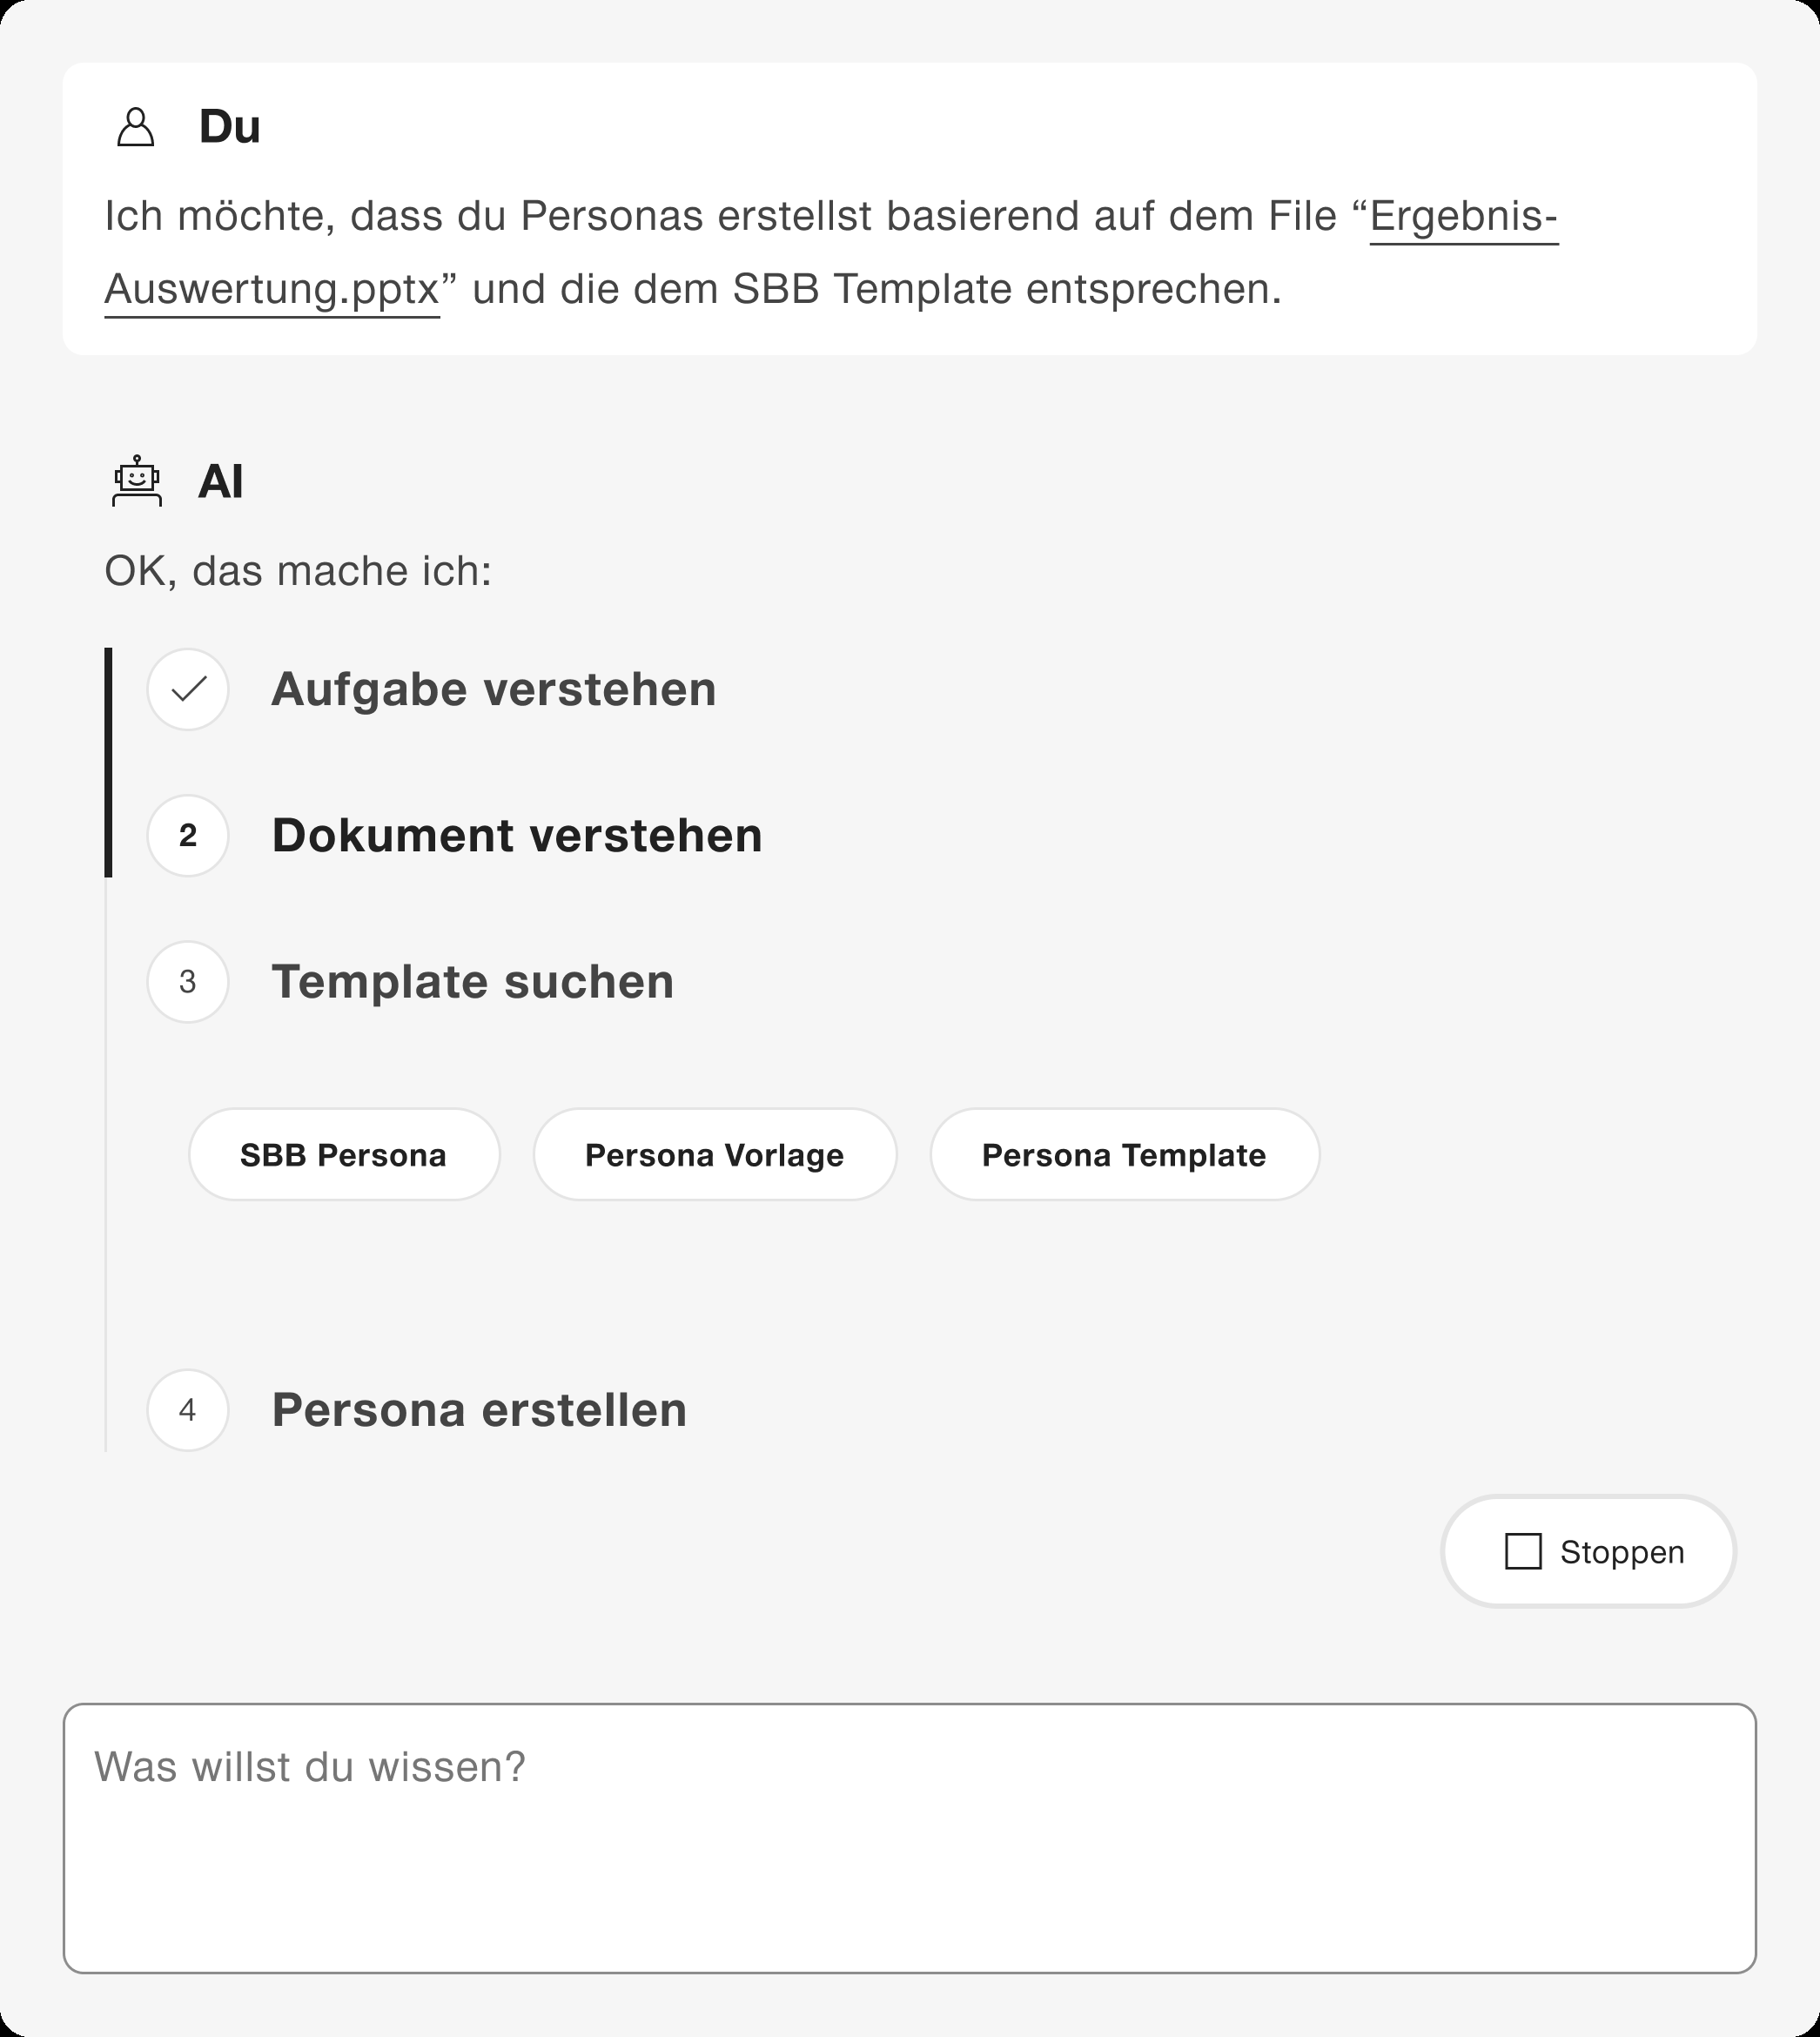 Du
Ich möchte, dass du Personas erstellst basierend auf dem File “Ergebnis-
Auswertung.pptx” und die dem SBB Template entsprechen.
AI
OK, das mache ich:
Aufgabe verstehen
2 Dokument verstehen
3 Template suchen
SBB Persona Persona Vorlage Persona Template
4 Persona erstellen
Stoppen
Was willst du wissen?